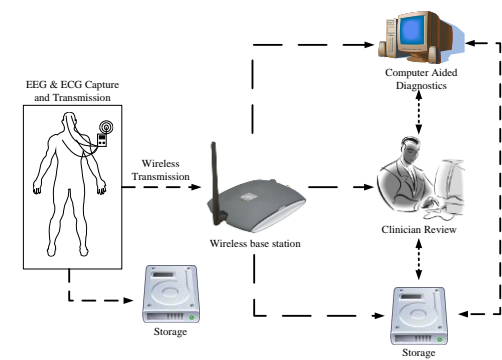 EEG & ECG Capture
and Transmission
Wireless
Transmission
Wireless base station
Storage
Computer Aided
Diagnostics
Clinician Review
Storage